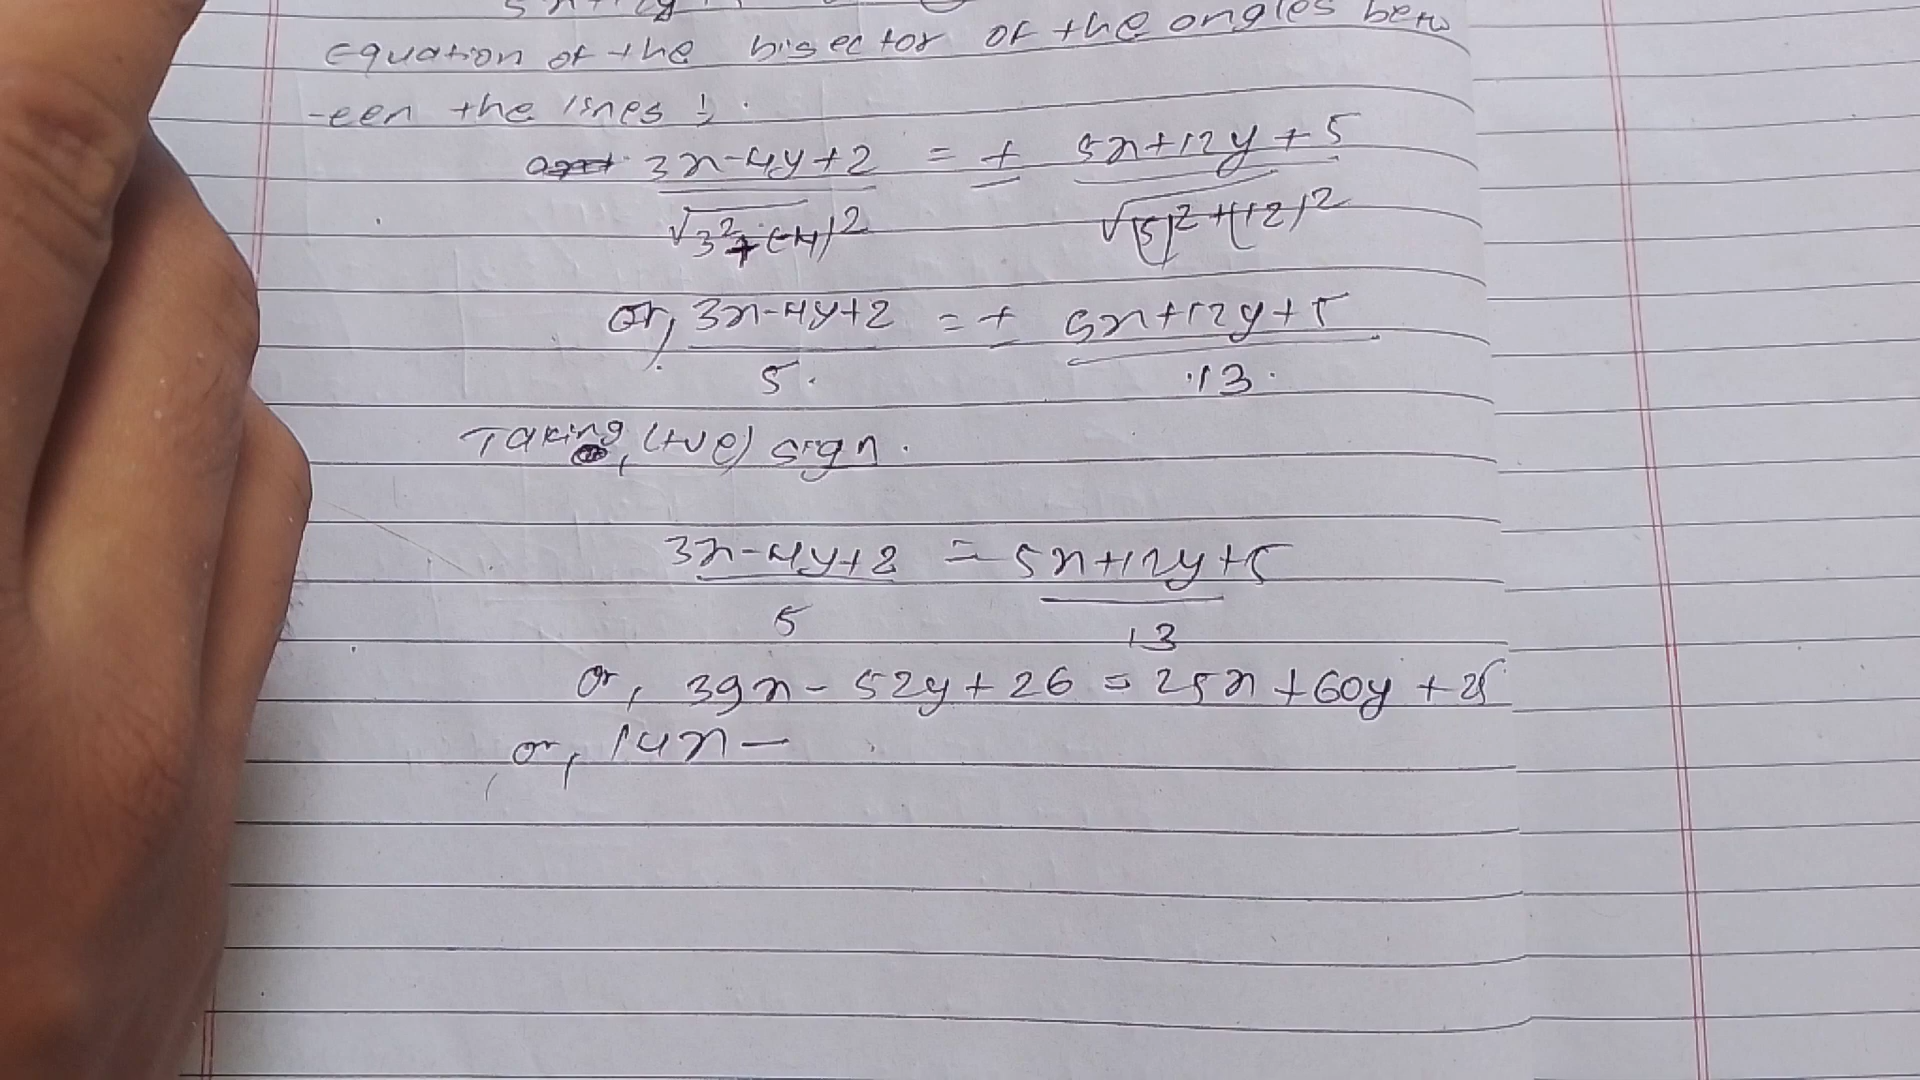 Equation of the bisector of the angles betw
-een the lines :.
3x-4y+2 = ± 5x+12y+5
√3²+(-4)² √(5)²+(12)²
or, 3x-4y+2 = ± 5x+12y+5
5. 13.
Taking, (+ve) sign.
3x-4y+2 = 5x+12y+5
5 13
or, 39x - 52y + 26 = 25x + 60y + 25
or, 14x -